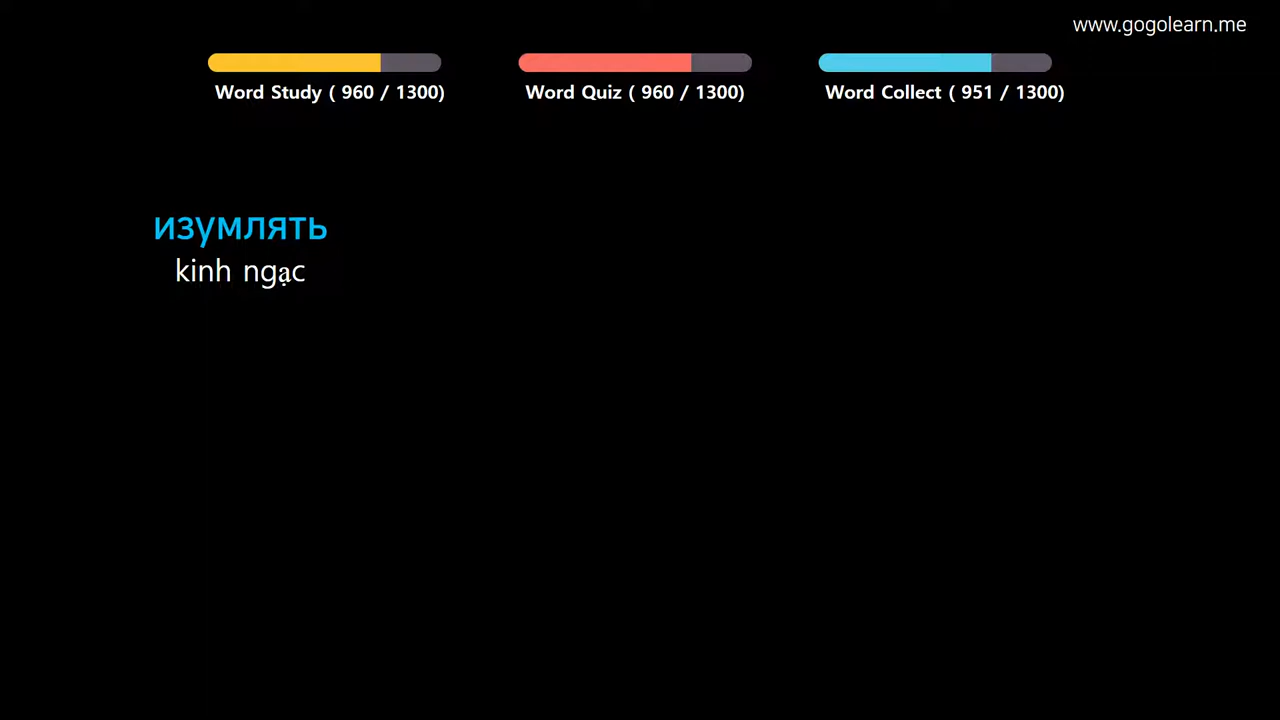 www.gogolearn.me
Word Study ( 960 / 1300)
Word Quiz ( 960 / 1300)
Word Collect ( 951 / 1300)
изумлять
kinh ngạc